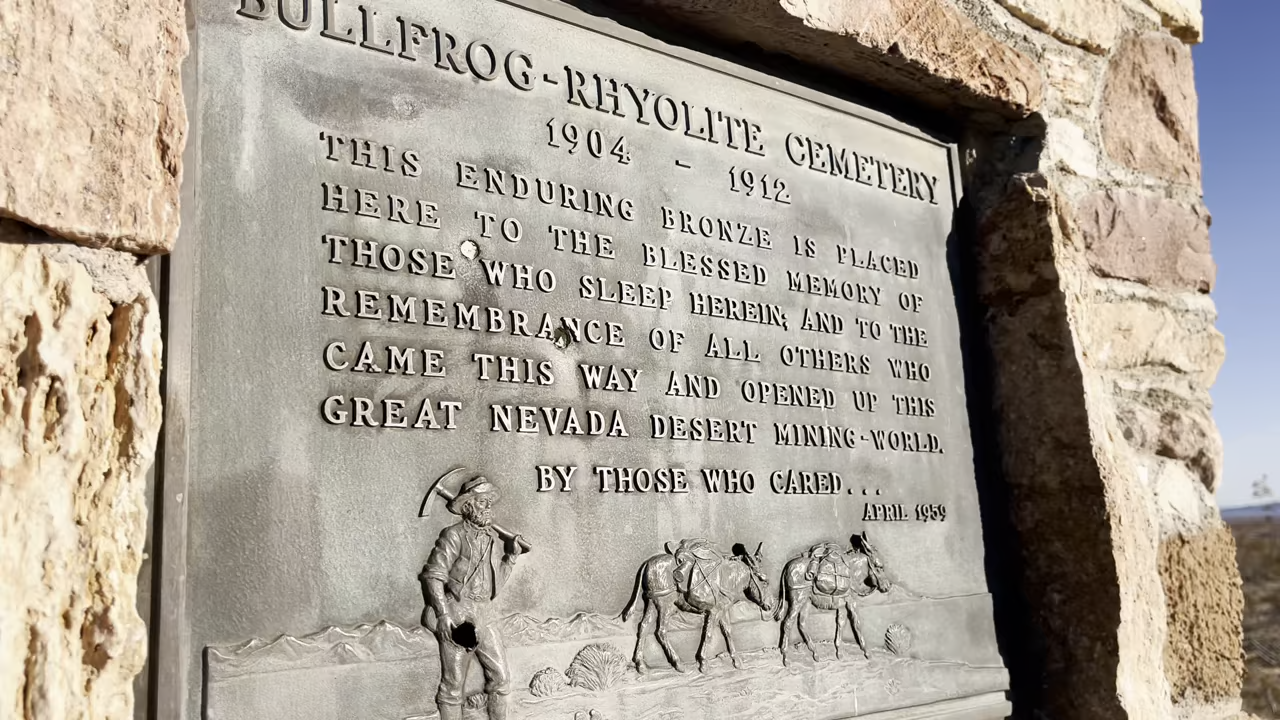 BULLFROG-RHYOLITE CEMETERY
1904 - 1912
THIS ENDURING BRONZE IS PLACED
HERE TO THE BLESSED MEMORY OF
THOSE WHO SLEEP HEREIN; AND TO THE
REMEMBRANCE OF ALL OTHERS WHO
CAME THIS WAY AND OPENED UP THIS
GREAT NEVADA DESERT MINING-WORLD.
BY THOSE WHO CARED...
APRIL 1959